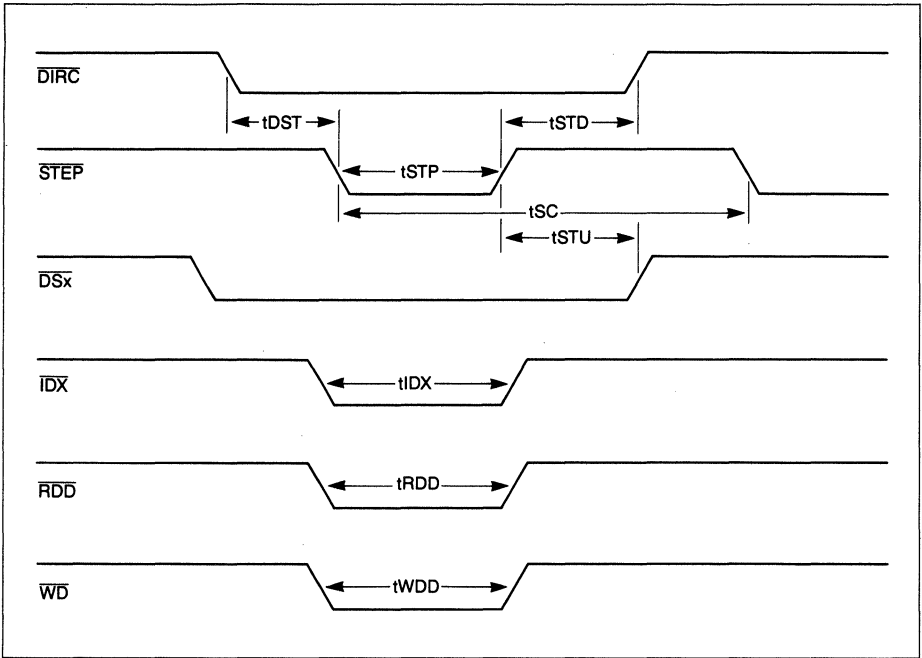 DIRC
tDST
tSTD
STEP
tSTP
tSC
tSTU
DSx
IDX
tIDX
RDD
tRDD
WD
tWDD